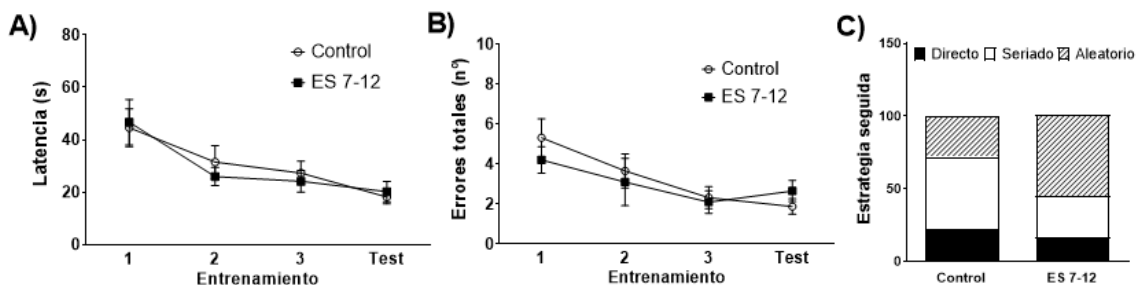 A)
Latencia (s)
80
60
40
20
0
Control
ES 7-12
1 2 3 Test
Entrenamiento
B)
Errores totales (nº)
10
8
6
4
2
0
Control
ES 7-12
1 2 3 Test
Entrenamiento
C)
Estrategia seguida
150
100
50
0
Directo Seriado Aleatorio
Control ES 7-12